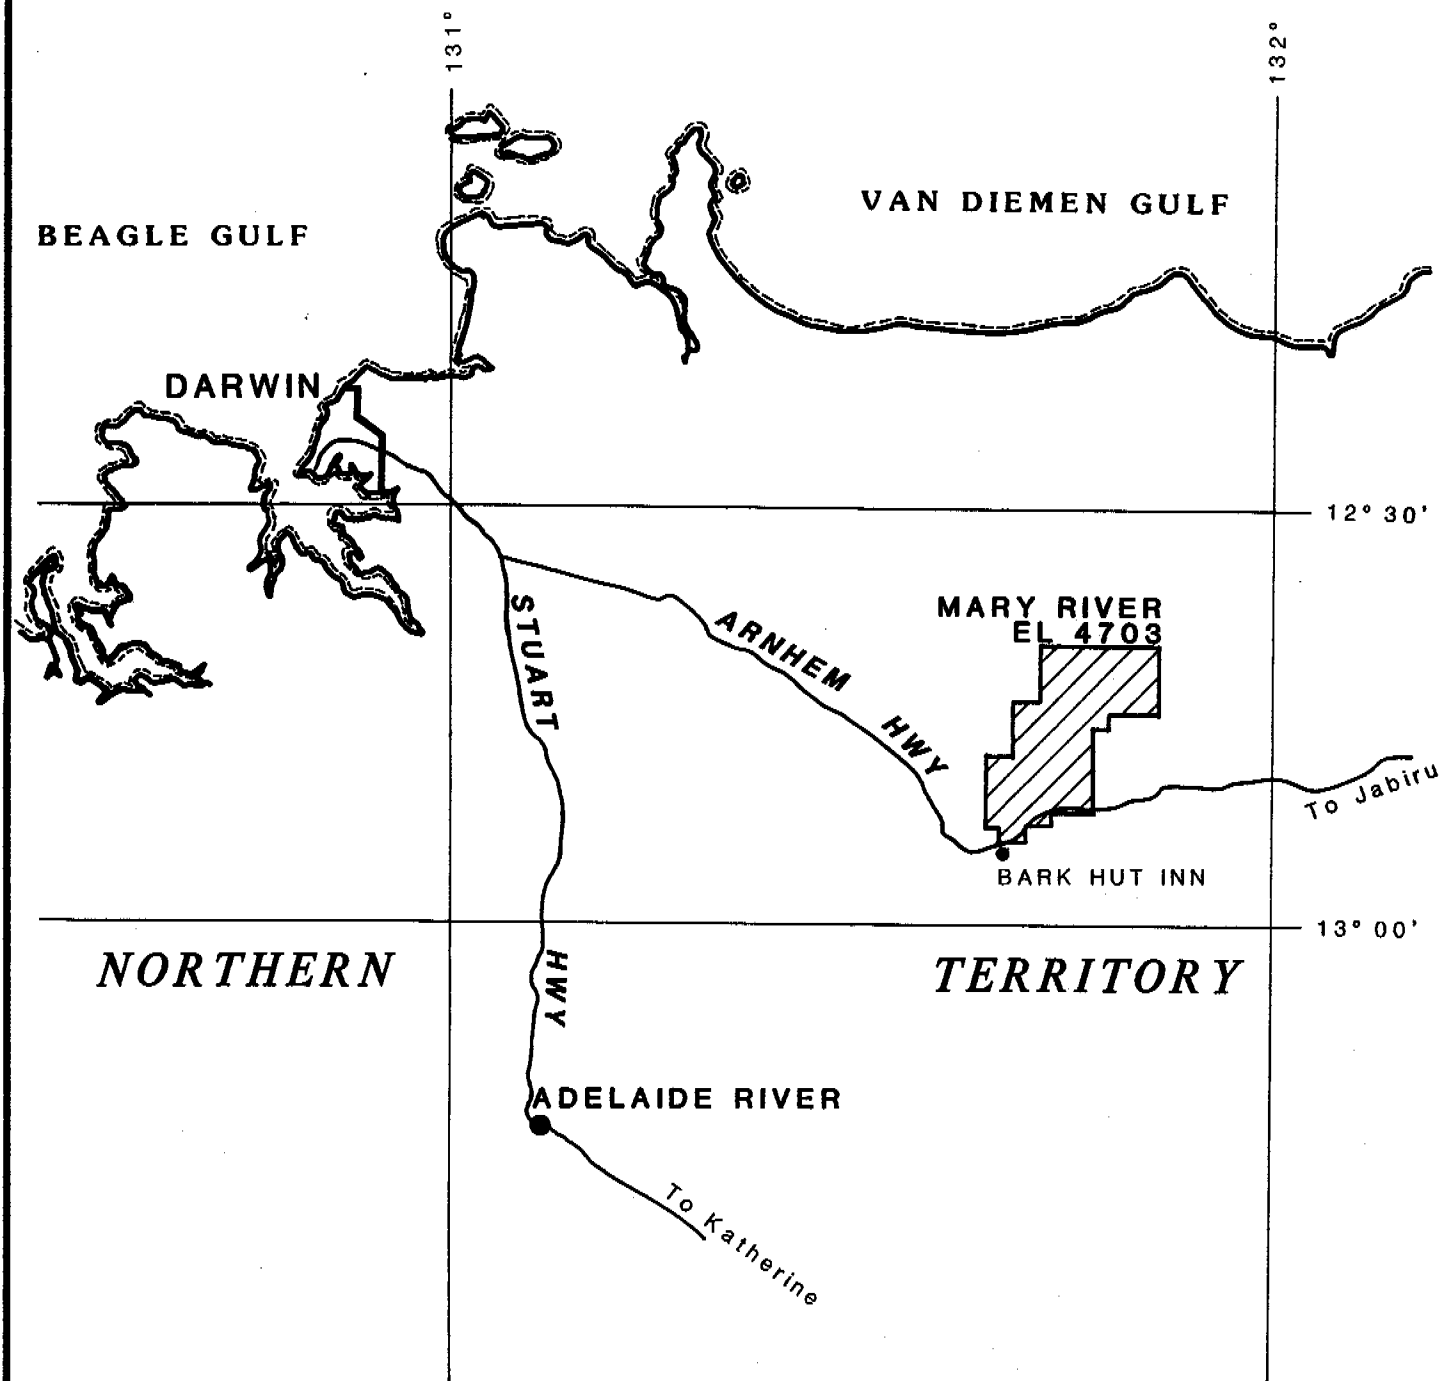 131°
132°
VAN DIEMEN GULF
BEAGLE GULF
DARWIN
12° 30'
MARY RIVER
EL 4703
STUART
ARNHEM
HWY
To Jabiru
BARK HUT INN
13° 00'
NORTHERN
TERRITORY
HWY
ADELAIDE RIVER
To Katherine